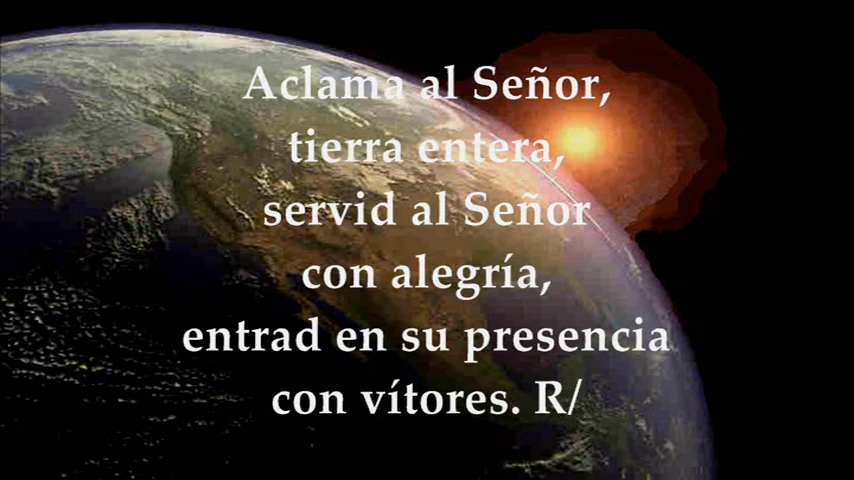 Aclama al Señor,
tierra entera,
servid al Señor
con alegría,
entrad en su presencia
con vítores. R/